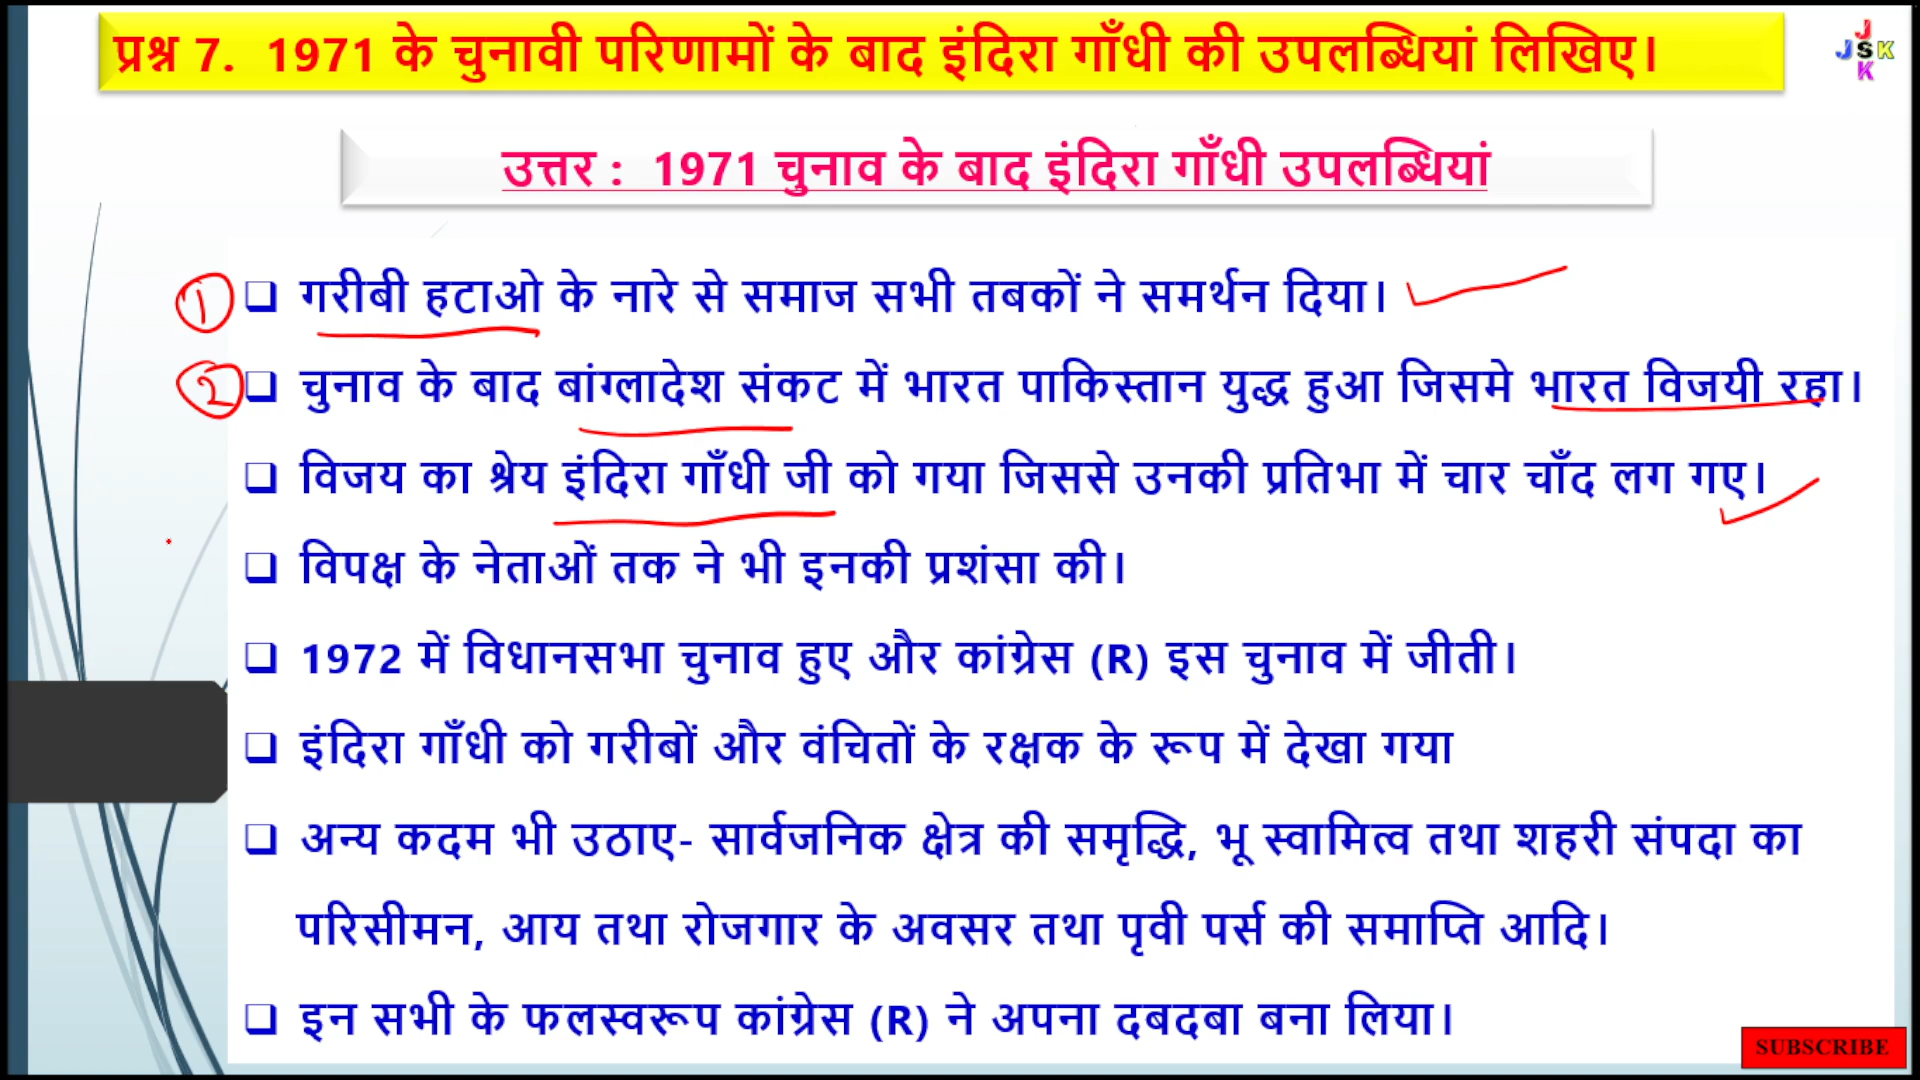 प्रश्न 7. 1971 के चुनावी परिणामों के बाद इंदिरा गाँधी की उपलब्धियां लिखिए।
J
JSK
K
उत्तर : 1971 चुनाव के बाद इंदिरा गाँधी उपलब्धियां
1 गरीबी हटाओ के नारे से समाज सभी तबकों ने समर्थन दिया।
2 चुनाव के बाद बांग्लादेश संकट में भारत पाकिस्तान युद्ध हुआ जिसमे भारत विजयी रहा।
विजय का श्रेय इंदिरा गाँधी जी को गया जिससे उनकी प्रतिभा में चार चाँद लग गए।
विपक्ष के नेताओं तक ने भी इनकी प्रशंसा की।
1972 में विधानसभा चुनाव हुए और कांग्रेस (R) इस चुनाव में जीती।
इंदिरा गाँधी को गरीबों और वंचितों के रक्षक के रूप में देखा गया
अन्य कदम भी उठाए- सार्वजनिक क्षेत्र की समृद्धि, भू स्वामित्व तथा शहरी संपदा का
परिसीमन, आय तथा रोजगार के अवसर तथा पृवी पर्स की समाप्ति आदि।
इन सभी के फलस्वरूप कांग्रेस (R) ने अपना दबदबा बना लिया।
SUBSCRIBE